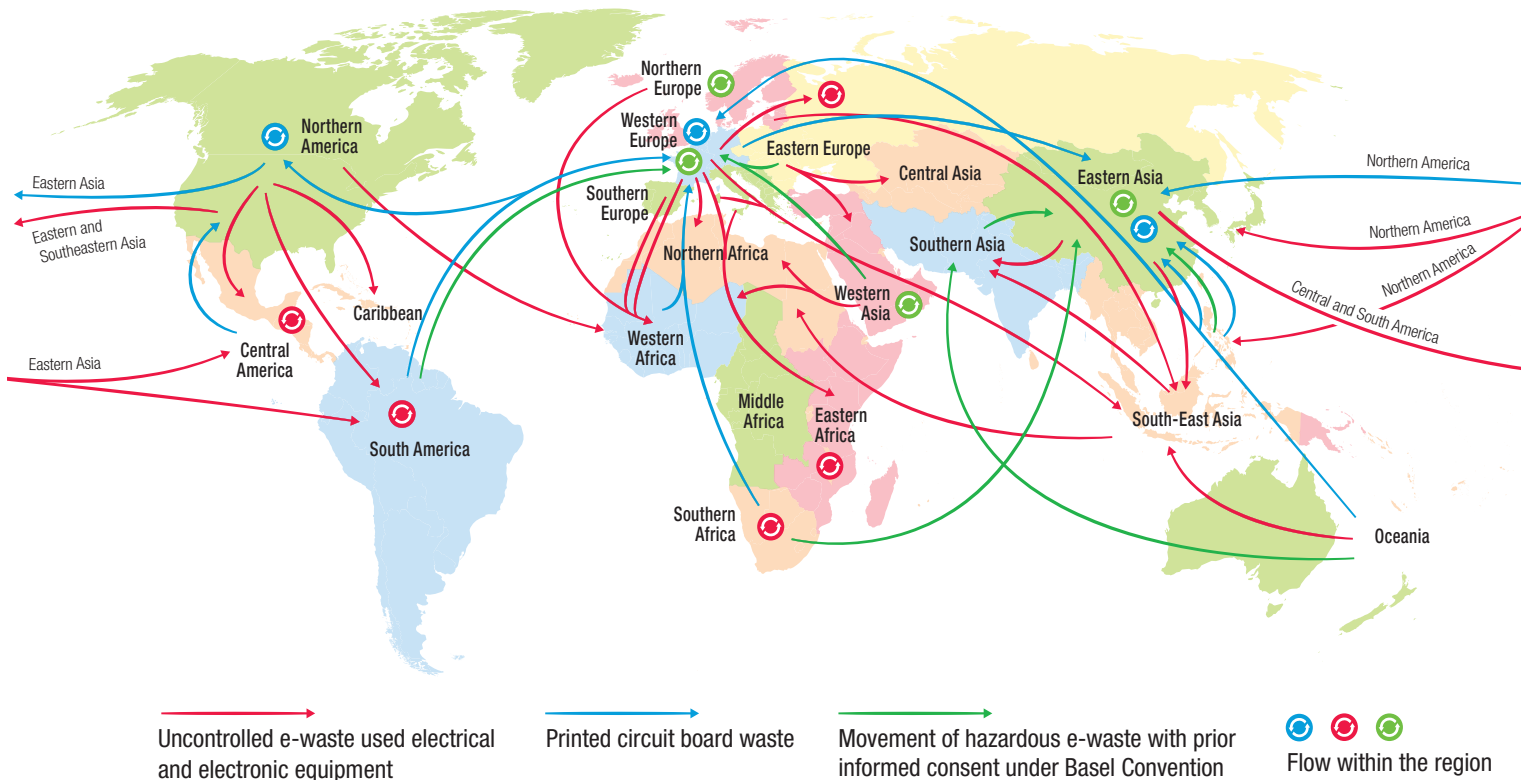 Northern
Europe
Northern
America
Western
Europe
Eastern Europe
Northern America
Eastern Asia
Central Asia
Eastern Asia
Southern
Europe
Eastern and
Southeastern Asia
Northern America
Southern Asia
Northern Africa
Northern America
Western
Asia
Caribbean
Central and South America
Western
Africa
Central
America
Eastern Asia
Middle
Africa
Eastern
Africa
South-East Asia
South America
Southern
Africa
Oceania
Uncontrolled e-waste used electrical
and electronic equipment
Printed circuit board waste
Movement of hazardous e-waste with prior
informed consent under Basel Convention
Flow within the region